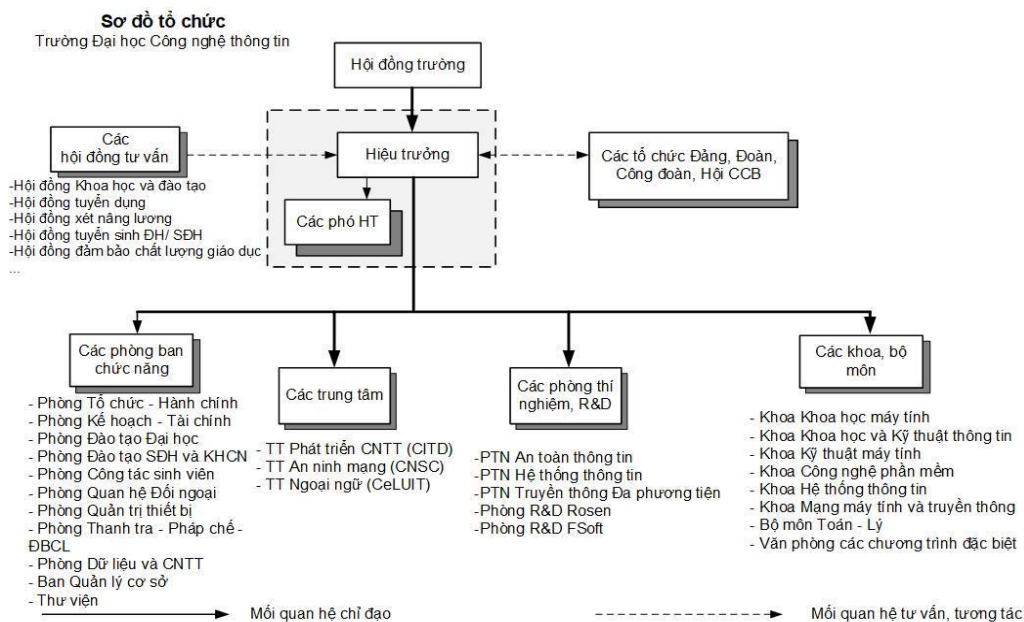 Sơ đồ tổ chức
Trường Đại học Công nghệ thông tin
Hội đồng trường
Các
hội đồng tư vấn
-Hội đồng Khoa học và đào tạo
-Hội đồng tuyển dụng
-Hội đồng xét nâng lương
-Hội đồng tuyển sinh ĐH/ SĐH
-Hội đồng đảm bảo chất lượng giáo dục
...
Hiệu trưởng
Các phó HT
Các tổ chức Đảng, Đoàn,
Công đoàn, Hội CCB
Các phòng ban
chức năng
- Phòng Tổ chức - Hành chính
- Phòng Kế hoạch - Tài chính
- Phòng Đào tạo Đại học
- Phòng Đào tạo SĐH và KHCN
- Phòng Công tác sinh viên
- Phòng Quan hệ Đối ngoại
- Phòng Quản trị thiết bị
- Phòng Thanh tra - Pháp chế -
ĐBCL
- Phòng Dữ liệu và CNTT
- Ban Quản lý cơ sở
- Thư viện
Các trung tâm
- TT Phát triển CNTT (CITD)
- TT An ninh mạng (CNSC)
- TT Ngoại ngữ (CeLUIT)
Các phòng thí
nghiệm, R&D
-PTN An toàn thông tin
-PTN Hệ thống thông tin
-PTN Truyền thông Đa phương tiện
-Phòng R&D Rosen
-Phòng R&D FSoft
Các khoa, bộ
môn
- Khoa Khoa học máy tính
- Khoa Khoa học và Kỹ thuật thông tin
- Khoa Kỹ thuật máy tính
- Khoa Công nghệ phần mềm
- Khoa Hệ thống thông tin
- Khoa Mạng máy tính và truyền thông
- Bộ môn Toán - Lý
- Văn phòng các chương trình đặc biệt
Mối quan hệ chỉ đạo
Mối quan hệ tư vấn, tương tác